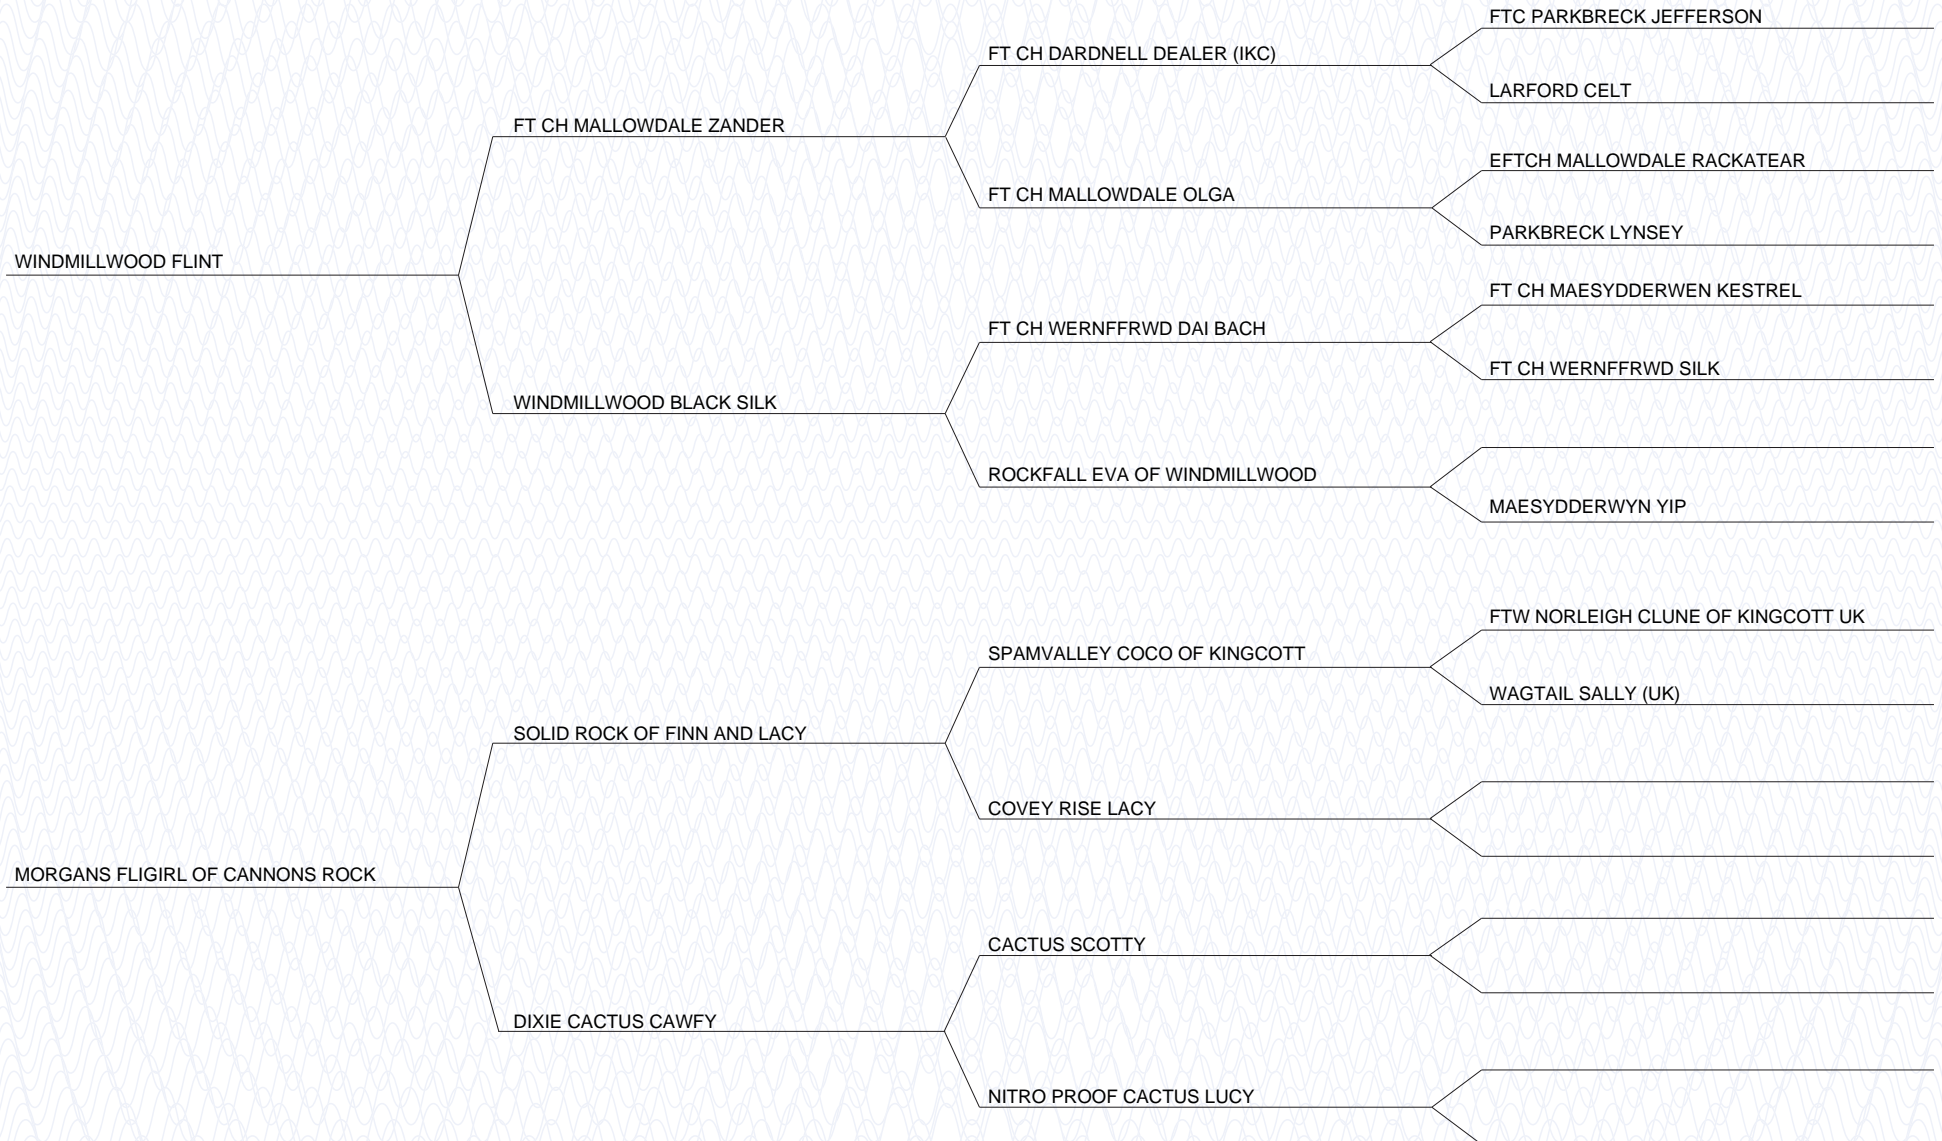 FTC PARKBRECK JEFFERSON
FT CH DARDNELL DEALER (IKC)
LARFORD CELT
FT CH MALLOWDALE ZANDER
EFTCH MALLOWDALE RACKATEAR
FT CH MALLOWDALE OLGA
PARKBRECK LYNSEY
WINDMILLWOOD FLINT
FT CH MAESYDDERWEN KESTREL
FT CH WERNFFRWD DAI BACH
FT CH WERNFFRWD SILK
WINDMILLWOOD BLACK SILK
ROCKFALL EVA OF WINDMILLWOOD
MAESYDDERWYN YIP
FTW NORLEIGH CLUNE OF KINGCOTT UK
SPAMVALLEY COCO OF KINGCOTT
WAGTAIL SALLY (UK)
SOLID ROCK OF FINN AND LACY
COVEY RISE LACY
MORGANS FLIGIRL OF CANNONS ROCK
CACTUS SCOTTY
DIXIE CACTUS CAWFY
NITRO PROOF CACTUS LUCY